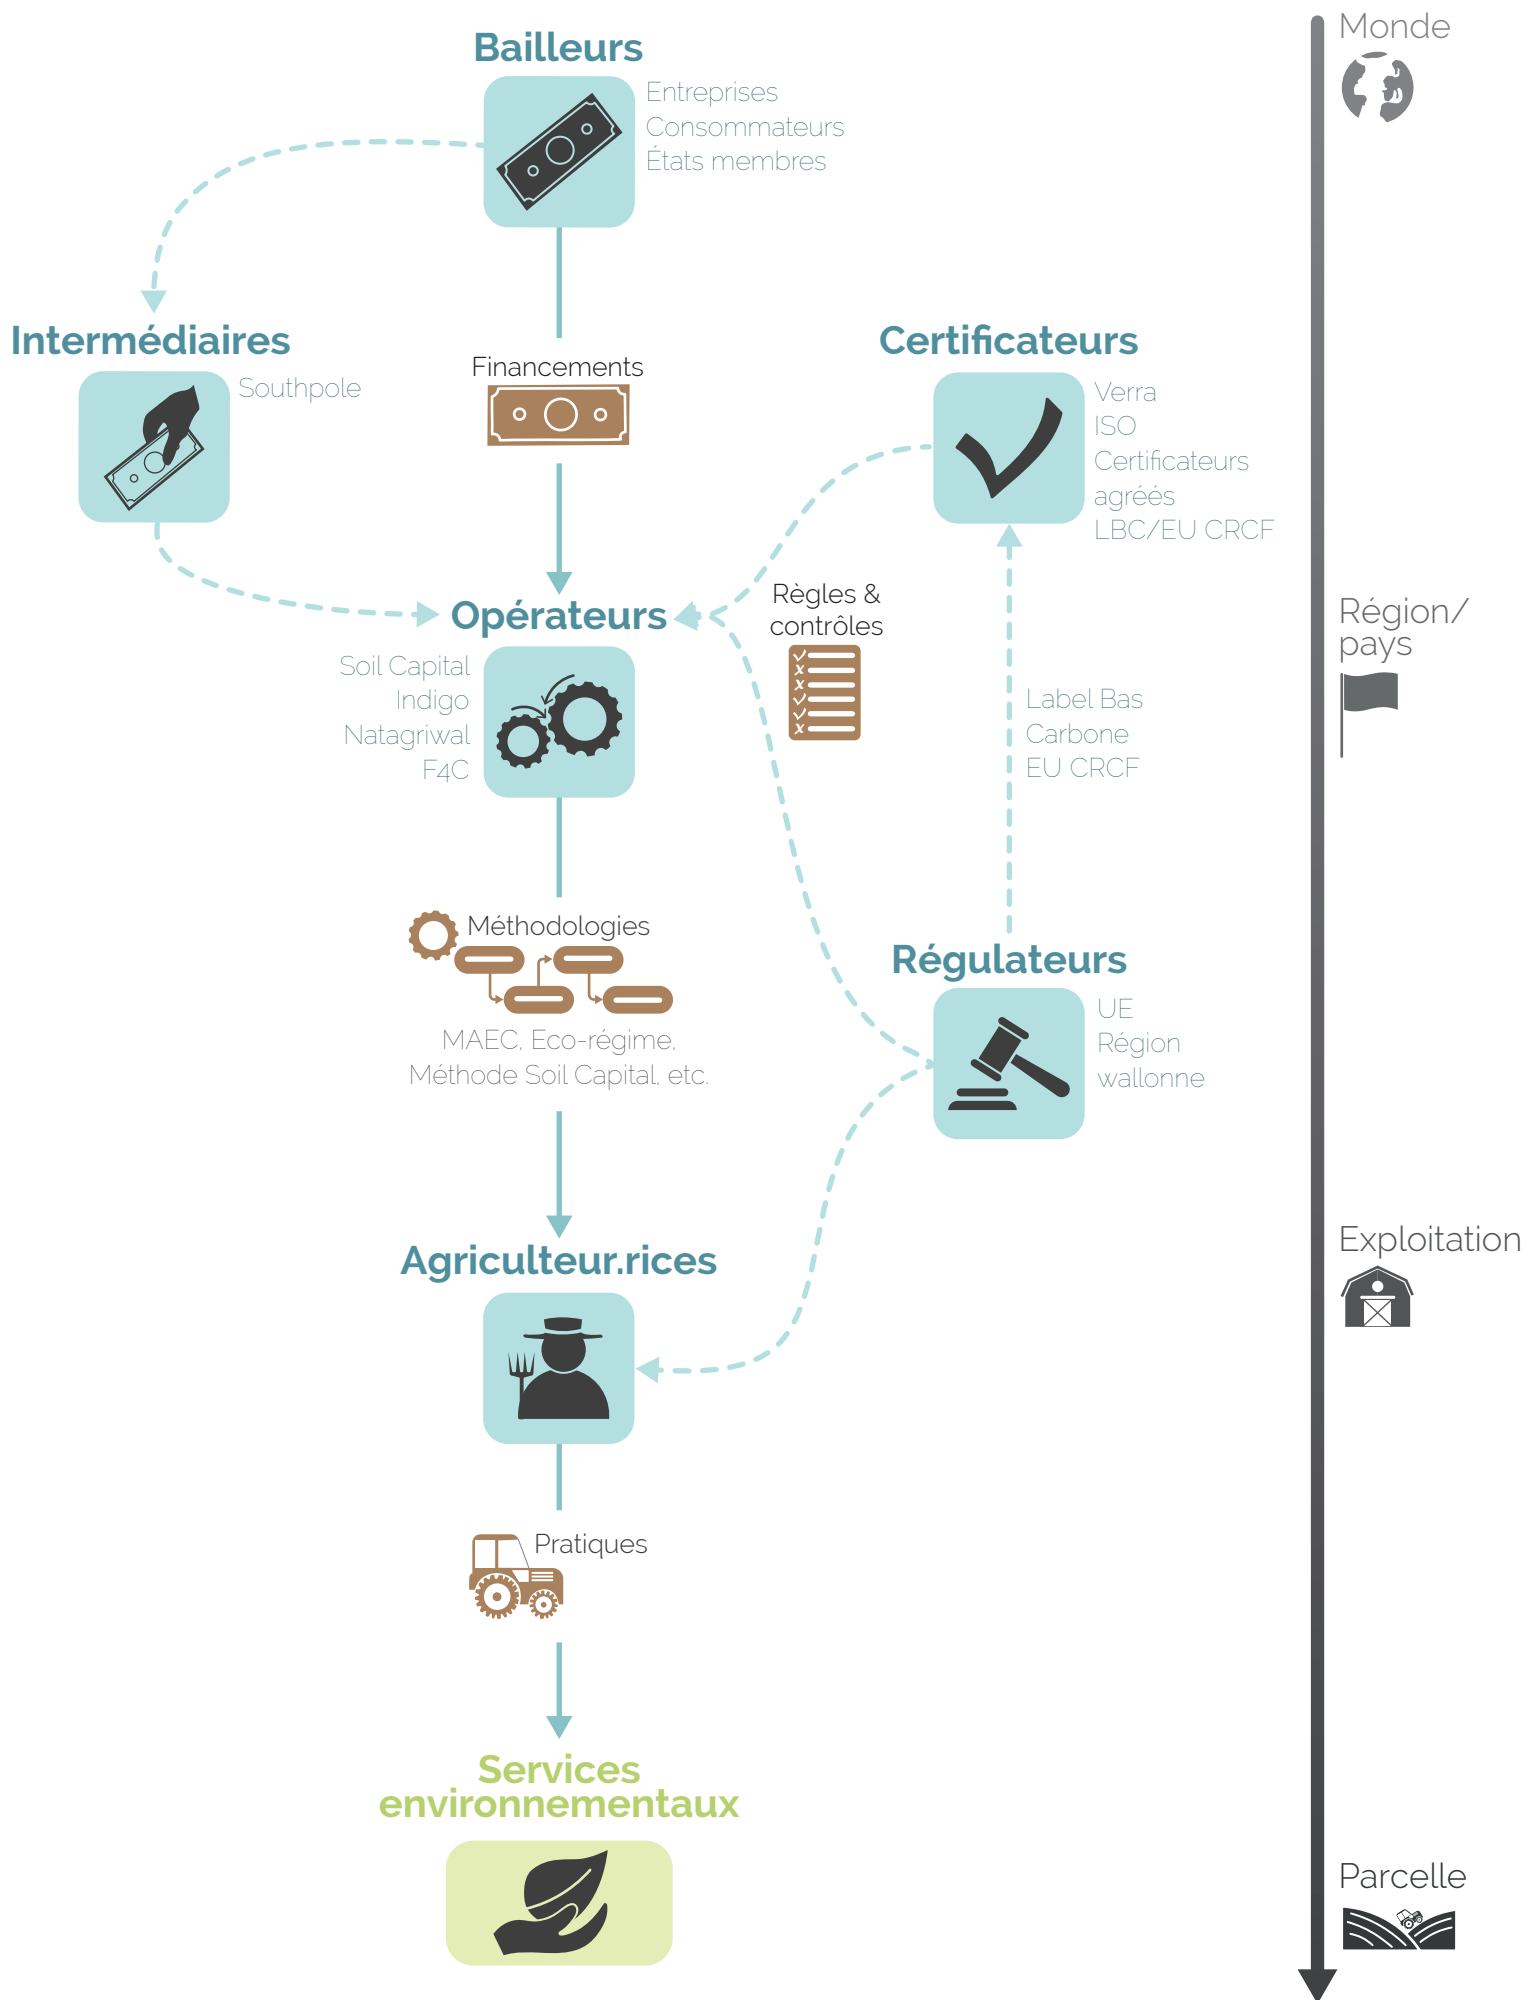 Bailleurs
Entreprises
Consommateurs
États membres
Monde
Intermédiaires
Southpole
Financements
Certificateurs
Verra
ISO
Certificateurs
agréés
LBC/EU CRCF
Opérateurs
Soil Capital
Indigo
Natagriwal
F4C
Règles &
contrôles
Label Bas
Carbone
EU CRCF
Région/
pays
Méthodologies
MAEC, Eco-régime,
Méthode Soil Capital, etc.
Régulateurs
UE
Région
wallonne
Agriculteur.rices
Exploitation
Pratiques
Services
environnementaux
Parcelle